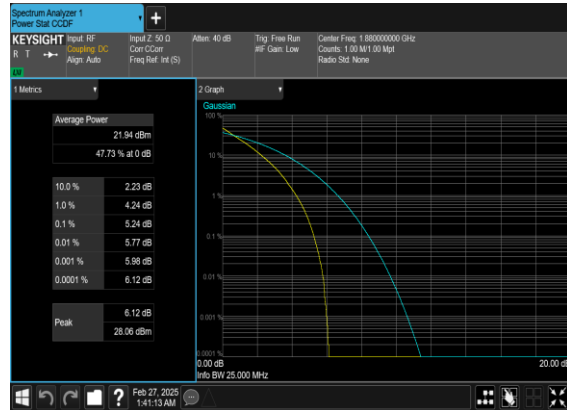 Spectrum Analyzer 1
Power Stat CCDF
+
KEYSIGHT
R T
LXI
Input: RF
Coupling: DC
Align: Auto
Input Z: 50 Ω
Corr CCorr
Freq Ref: Int (S)
Atten: 40 dB
Trig: Free Run
#IF Gain: Low
Center Freq: 1.880000000 GHz
Counts: 1.00 M/1.00 Mpt
Radio Std: None
1 Metrics
Average Power
21.94 dBm
47.73 % at 0 dB
10.0 % 2.23 dB
1.0 % 4.24 dB
0.1 % 5.24 dB
0.01 % 5.77 dB
0.001 % 5.98 dB
0.0001 % 6.12 dB
Peak
6.12 dB
28.06 dBm
2 Graph
Gaussian
100 %
10 %
1 %
0.1 %
0.01 %
0.001 %
0.0001 %
0.00 dB
20.00 dB
Info BW 25.000 MHz
?
Feb 27, 2025
1:41:13 AM